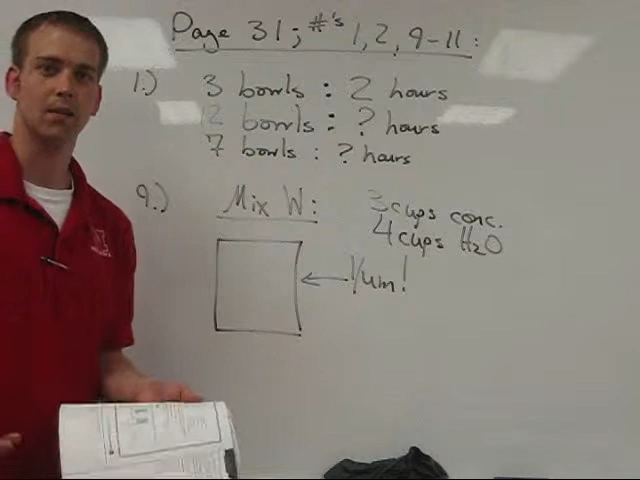 Page 31; #'s 1, 2, 9-11:
1.) 3 bowls : 2 hours
12 bowls : ? hours
7 bowls : ? hours
9.) Mix W: 3 cups conc.
4 cups H2O
Yum!